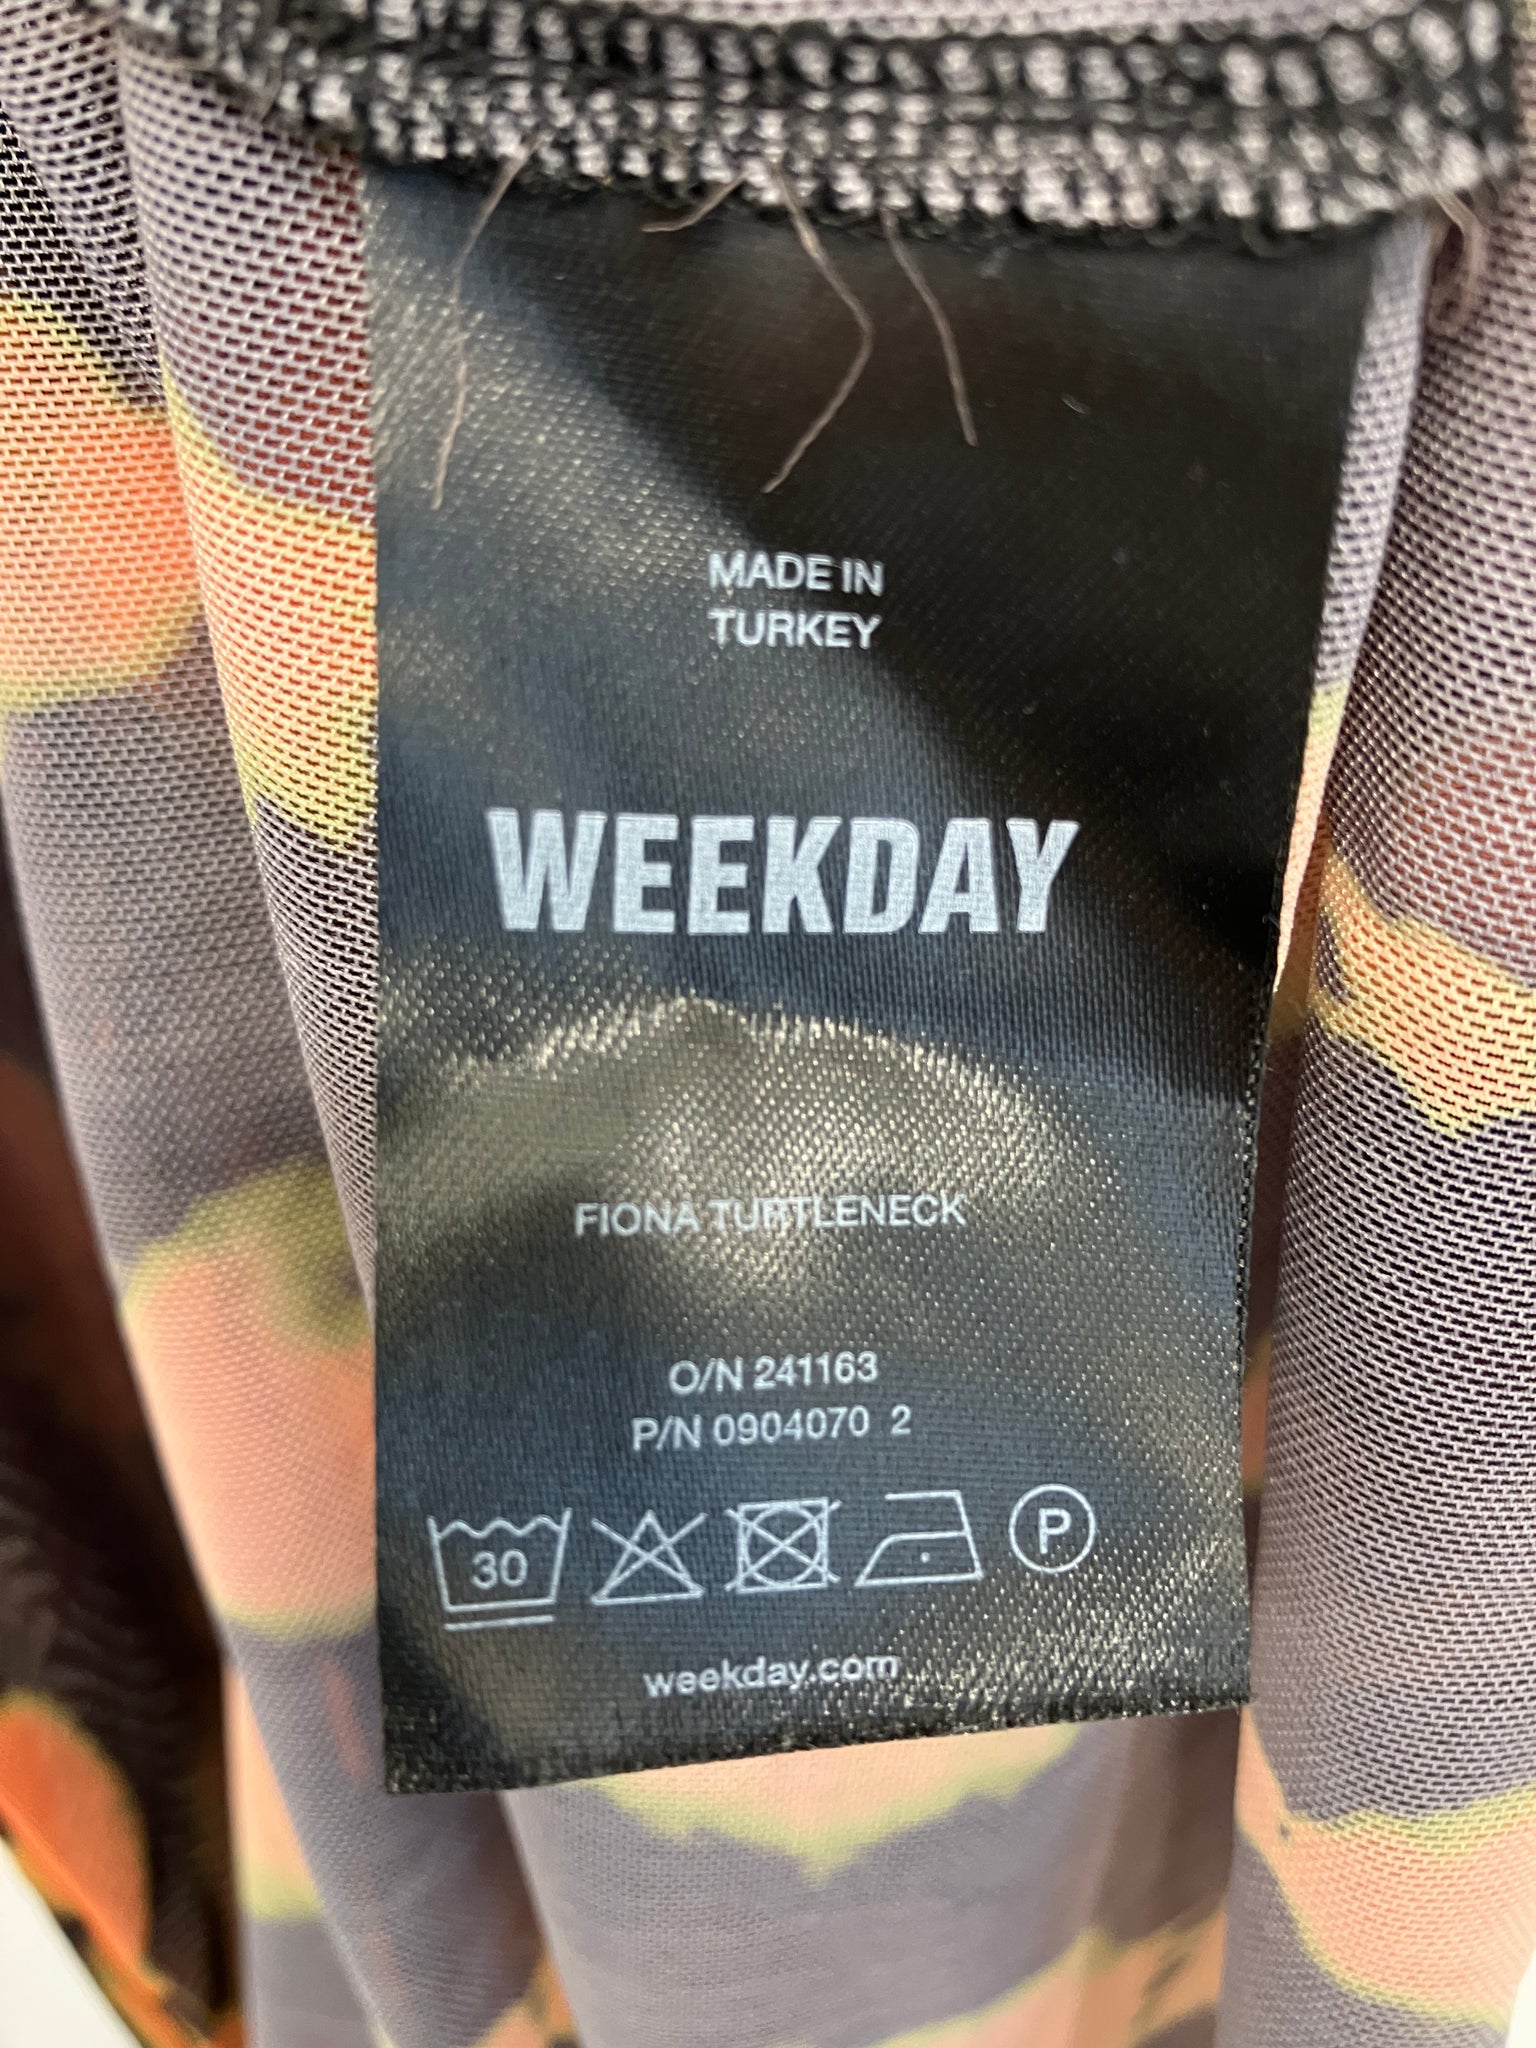 MADE IN
TURKEY
WEEKDAY
FIONA TURTLENECK
O/N 241163
P/N 0904070 2
30
P
weekday.com